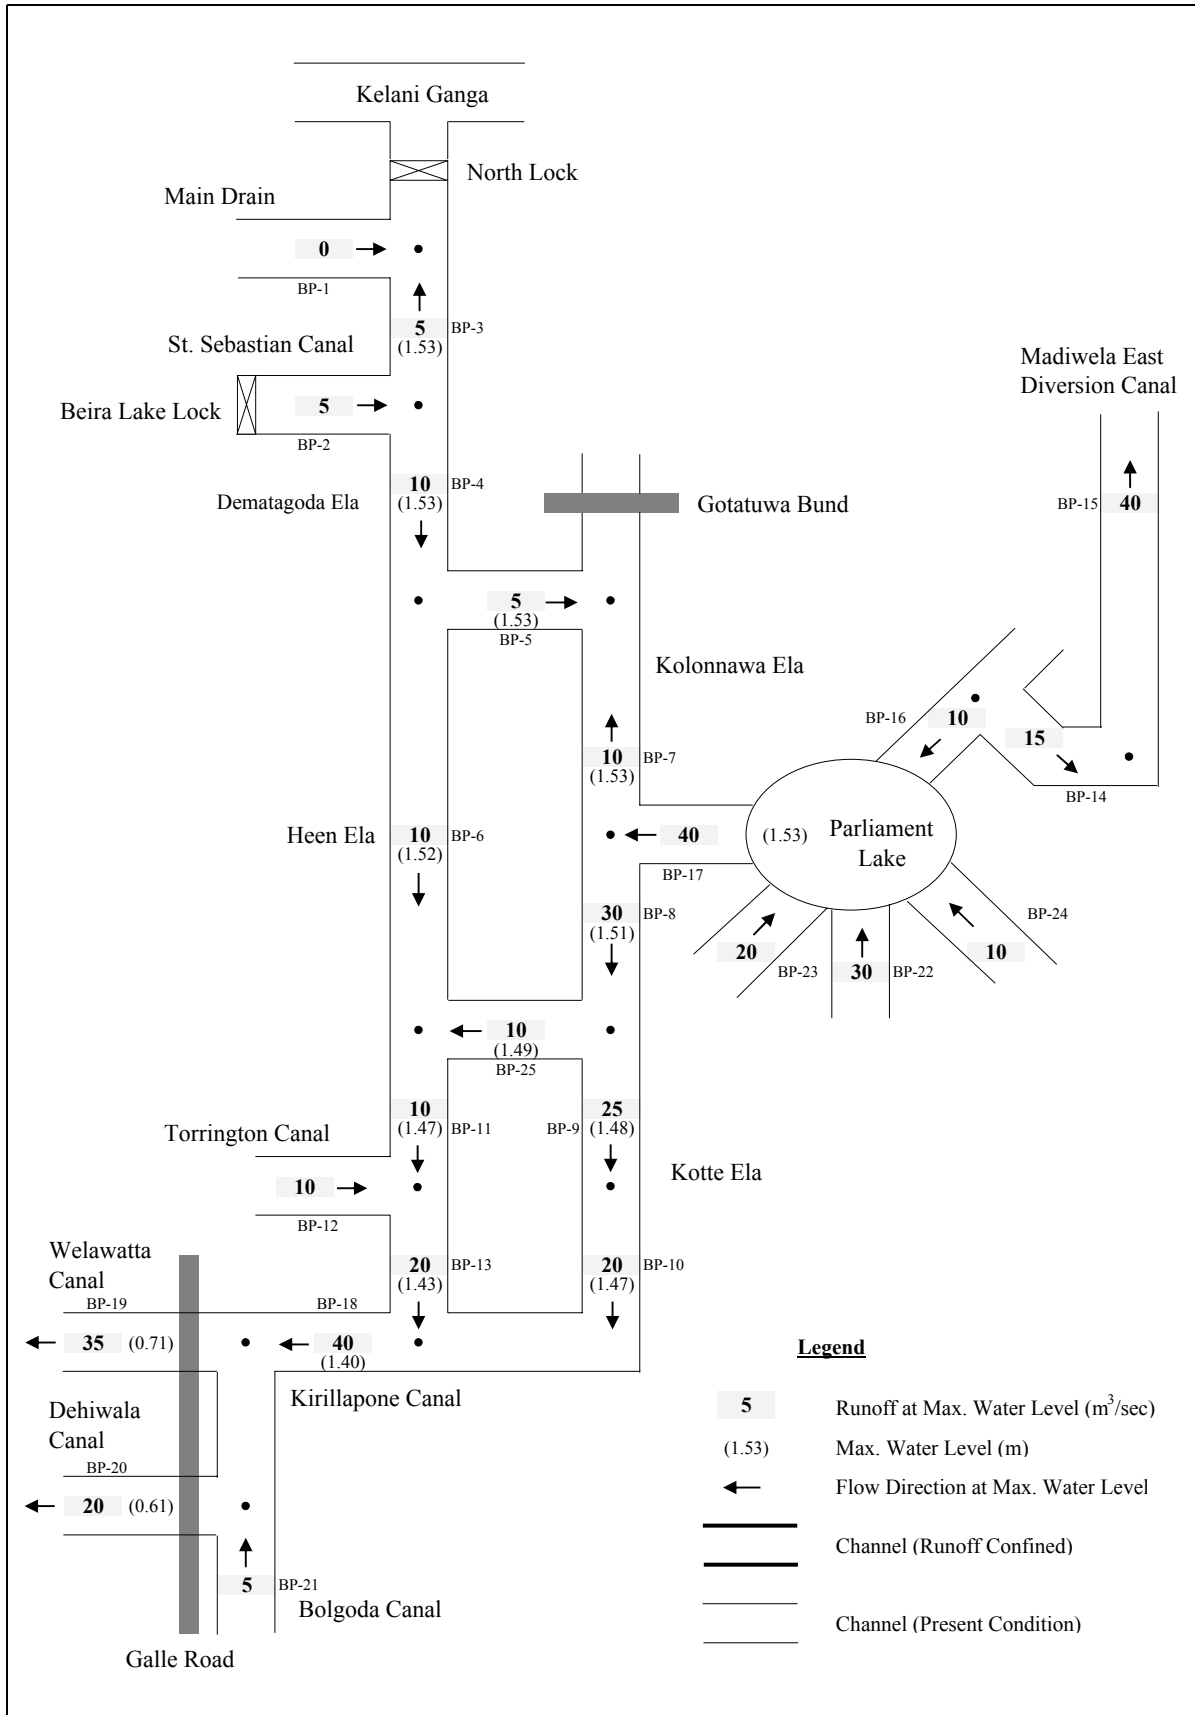 Kelani Ganga
North Lock
Main Drain
0
BP-1
5
(1.53)
BP-3
St. Sebastian Canal
Madiwela East
Diversion Canal
Beira Lake Lock
5
BP-2
10
(1.53)
BP-4
Dematagoda Ela
Gotatuwa Bund
BP-15
40
5
(1.53)
BP-5
Kolonnawa Ela
BP-16
10
15
BP-14
10
(1.53)
BP-7
Heen Ela
10
(1.52)
BP-6
40
BP-17
(1.53)
Parliament
Lake
30
(1.51)
BP-8
BP-24
20
BP-23
30
BP-22
10
10
(1.49)
BP-25
10
(1.47)
BP-11
BP-9
25
(1.48)
Torrington Canal
Kotte Ela
10
BP-12
Welawatta
Canal
20
(1.43)
BP-13
20
(1.47)
BP-10
BP-19
BP-18
35
(0.71)
40
(1.40)
Legend
Kirillapone Canal
Dehiwala
Canal
5
Runoff at Max. Water Level (m3/sec)
(1.53)
Max. Water Level (m)
BP-20
Flow Direction at Max. Water Level
20
(0.61)
Channel (Runoff Confined)
5
BP-21
Bolgoda Canal
Channel (Present Condition)
Galle Road